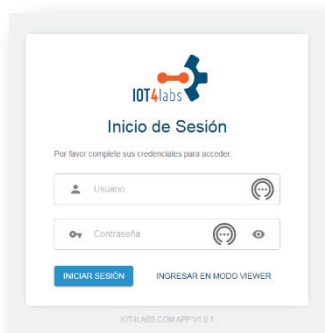 IOT4labs
Inicio de Sesión
Por favor complete sus credenciales para acceder.
Usuario
Contraseña
INICIAR SESIÓN INGRESAR EN MODO VIEWER
IOT4LABS.COM APP V1.0.1